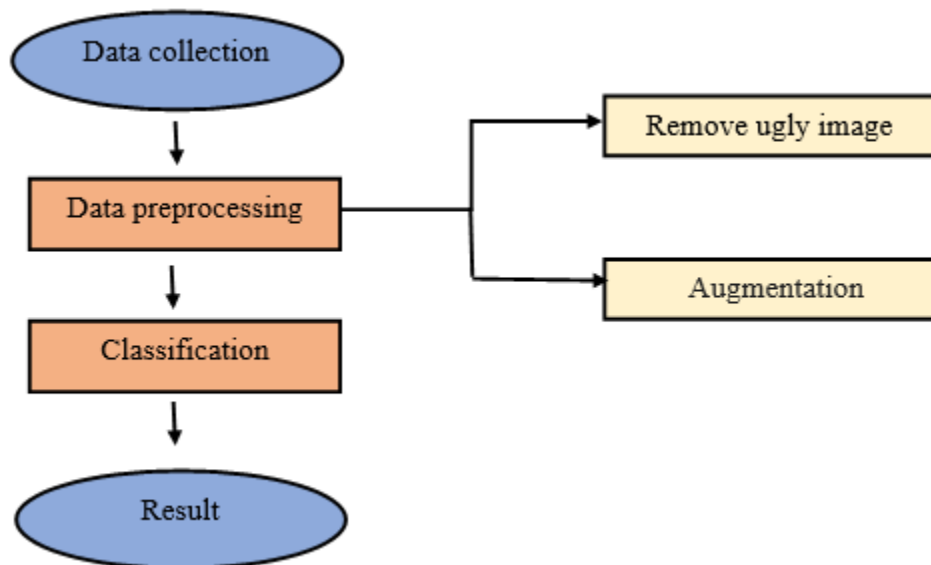 Data collection
Remove ugly image
Data preprocessing
Augmentation
Classification
Result